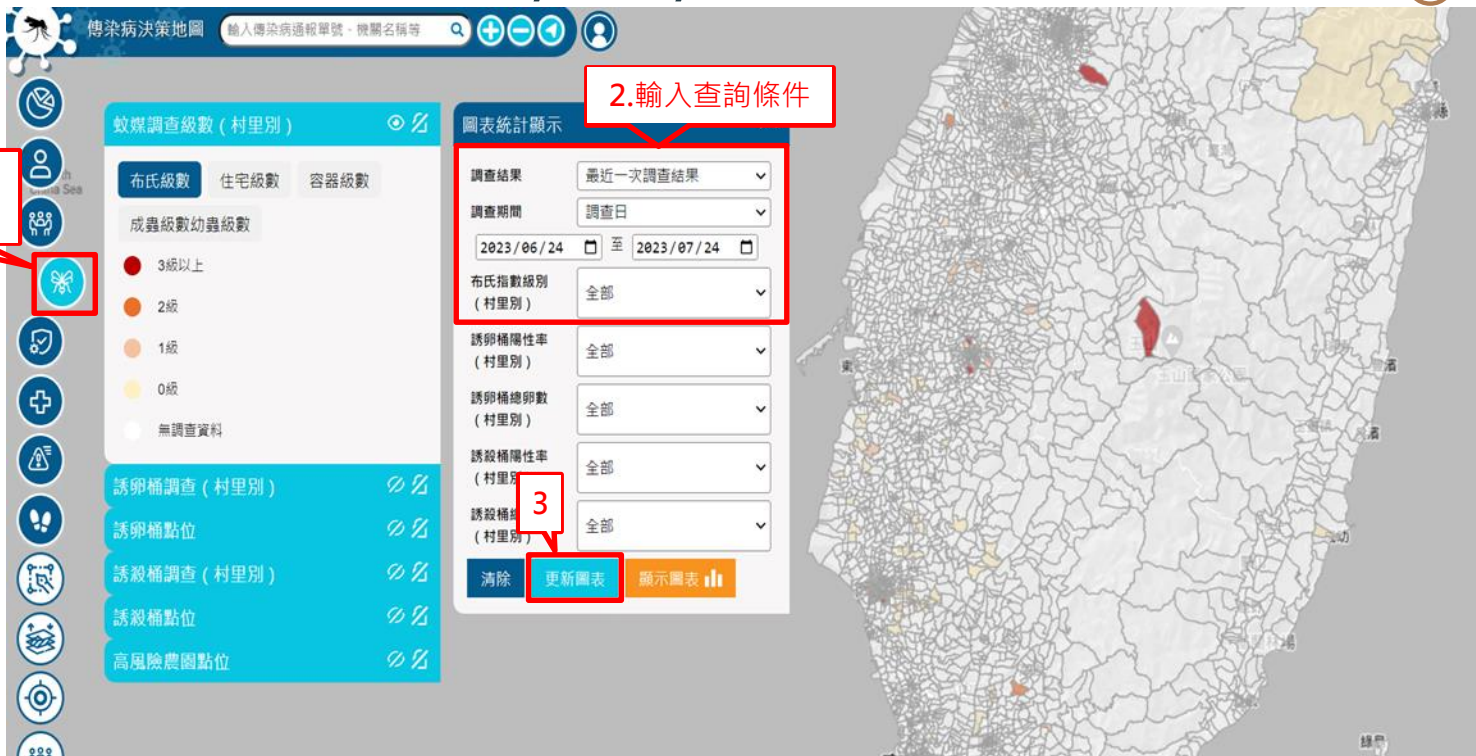 傳染病決策地圖
輸入傳染病通報單號、機關名稱等
2.輸入查詢條件
蚊媒調查級數(村里別)
布氏級數 住宅級數 容器級數
成蟲級數幼蟲級數
3級以上
2級
1級
0級
無調查資料
誘卵桶調查(村里別)
誘卵桶點位
誘殺桶調查(村里別)
誘殺桶點位
高風險農園點位
圖表統計顯示
調查結果 最近一次調查結果
調查期間 調查日
2023/06/24 至 2023/07/24
布氏指數級別
(村里別) 全部
誘卵桶陽性率
(村里別) 全部
誘卵桶總卵數
(村里別) 全部
誘殺桶陽性率
(村里別) 全部
誘殺桶
(村里別) 全部
3
清除 更新圖表 顯示圖表